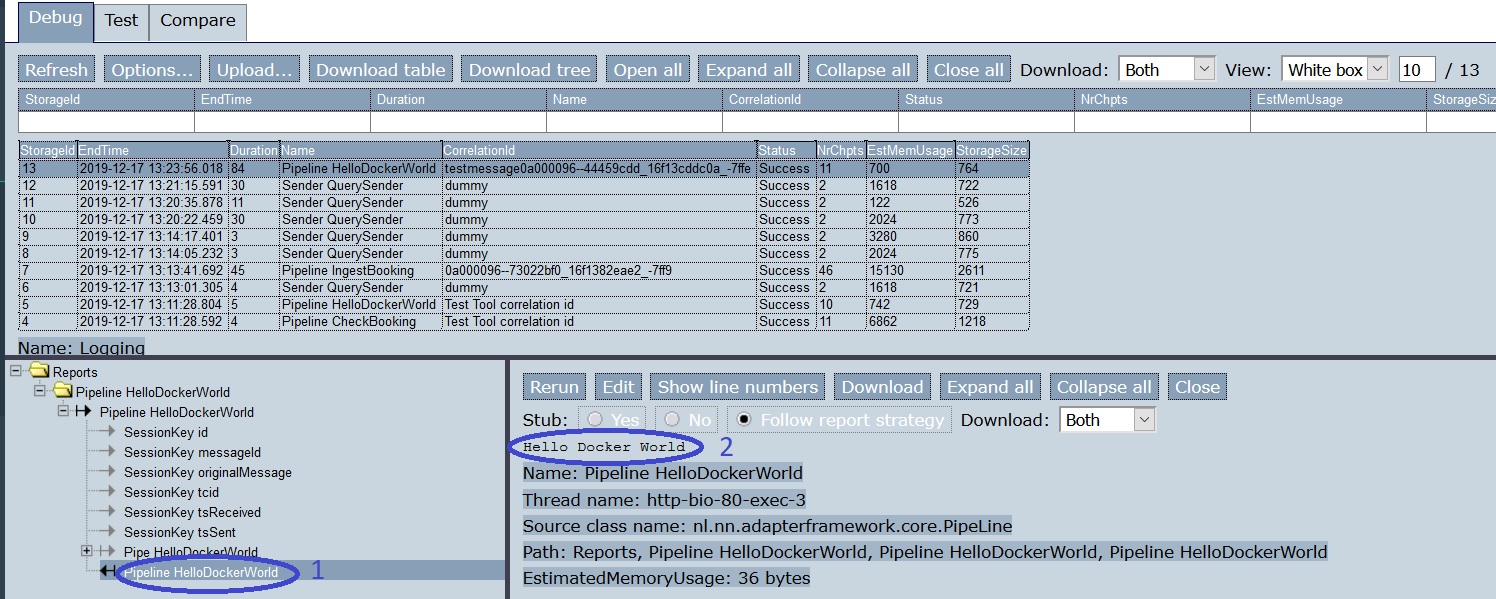 Debug Test Compare
Refresh Options... Upload... Download table Download tree Open all Expand all Collapse all Close all Download: Both View: White box 10 / 13
StorageId EndTime Duration Name CorrelationId Status NrChpts EstMemUsage StorageSiz
StorageId EndTime Duration Name CorrelationId Status NrChpts EstMemUsage StorageSize
13 2019-12-17 13:23:56.018 84 Pipeline HelloDockerWorld testmessage0a000096--44459cdd_16f13cddc0a_-7ffe Success 11 700 764
12 2019-12-17 13:21:15.591 30 Sender QuerySender dummy Success 2 1618 722
11 2019-12-17 13:20:35.878 11 Sender QuerySender dummy Success 2 122 526
10 2019-12-17 13:20:22.459 30 Sender QuerySender dummy Success 2 2024 773
9 2019-12-17 13:14:17.401 3 Sender QuerySender dummy Success 2 3280 860
8 2019-12-17 13:14:05.232 3 Sender QuerySender dummy Success 2 2024 775
7 2019-12-17 13:13:41.692 45 Pipeline IngestBooking 0a000096--73022bf0_16f1382eae2_-7ff9 Success 46 15130 2611
6 2019-12-17 13:13:01.305 4 Sender QuerySender dummy Success 2 1618 721
5 2019-12-17 13:11:28.804 5 Pipeline HelloDockerWorld Test Tool correlation id Success 10 742 729
4 2019-12-17 13:11:28.592 4 Pipeline CheckBooking Test Tool correlation id Success 11 6862 1218
Name: Logging
Reports
Pipeline HelloDockerWorld
Pipeline HelloDockerWorld
SessionKey id
SessionKey messageId
SessionKey originalMessage
SessionKey tcid
SessionKey tsReceived
SessionKey tsSent
Pipe HelloDockerWorld
Pipeline HelloDockerWorld 1
Rerun Edit Show line numbers Download Expand all Collapse all Close
Stub: Yes No Follow report strategy Download: Both
Hello Docker World 2
Name: Pipeline HelloDockerWorld
Thread name: http-bio-80-exec-3
Source class name: nl.nn.adapterframework.core.PipeLine
Path: Reports, Pipeline HelloDockerWorld, Pipeline HelloDockerWorld, Pipeline HelloDockerWorld
EstimatedMemoryUsage: 36 bytes